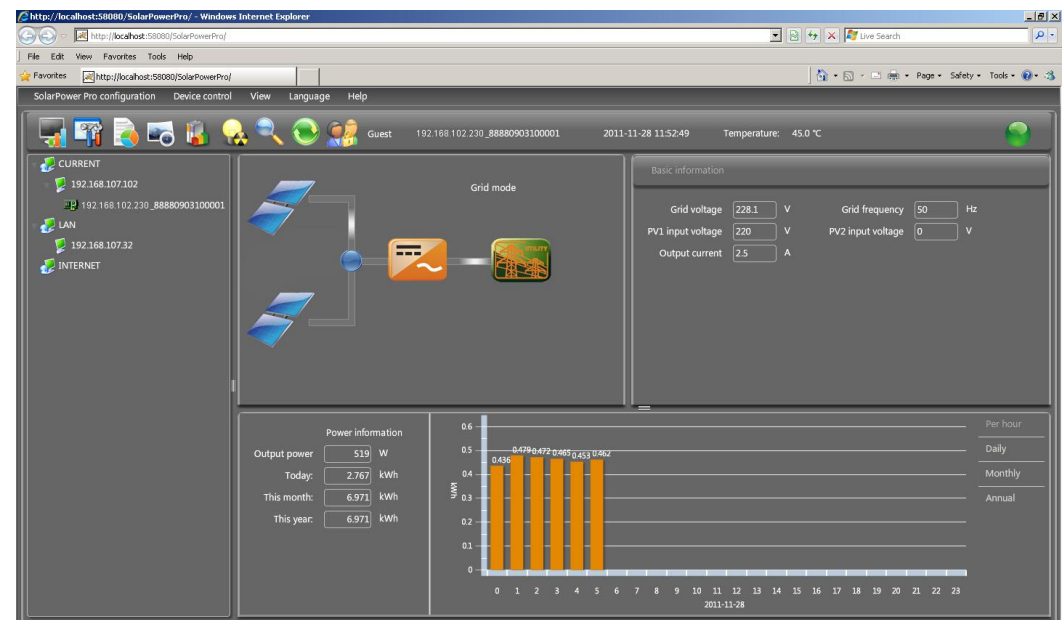 http://localhost:58080/SolarPowerPro/ - Windows Internet Explorer
http://localhost:58080/SolarPowerPro/
Live Search
File Edit View Favorites Tools Help
Favorites http://localhost:58080/SolarPowerPro/ Page Safety Tools
SolarPower Pro configuration Device control View Language Help
Guest 192.168.102.230_88880903100001 2011-11-28 11:52:49 Temperature: 45.0 ℃
CURRENT
192.168.107.102
192.168.102.230_88880903100001
LAN
192.168.107.32
INTERNET
Grid mode
UTILITY
Basic information
Grid voltage 228.1 V Grid frequency 50 Hz
PV1 input voltage 220 V PV2 input voltage 0 V
Output current 2.5 A
Power information
Output power 519 W
Today: 2.767 kWh
This month: 6.971 kWh
This year: 6.971 kWh
kWh
0.6
0.5
0.4
0.3
0.2
0.1
0
0.436 0.479 0.472 0.465 0.453 0.462
0 1 2 3 4 5 6 7 8 9 10 11 12 13 14 15 16 17 18 19 20 21 22 23
2011-11-28
Per hour
Daily
Monthly
Annual